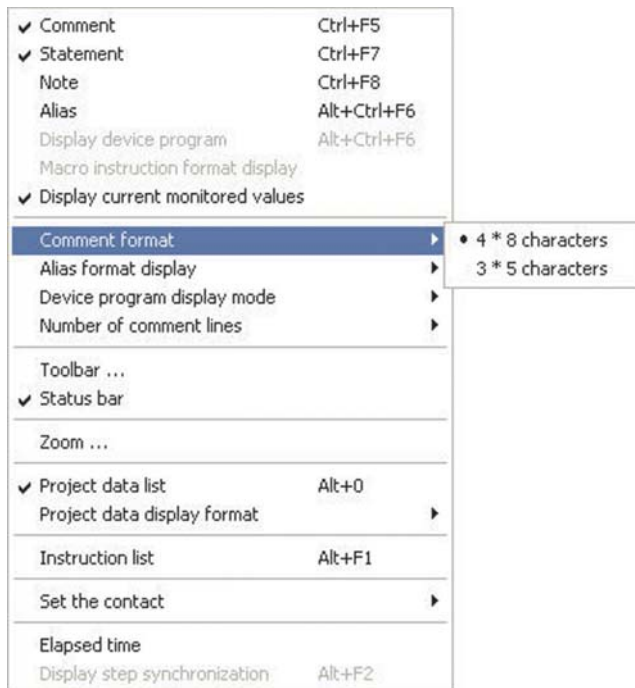 Comment Ctrl+F5
Statement Ctrl+F7
Note Ctrl+F8
Alias Alt+Ctrl+F6
Display device program Alt+Ctrl+F6
Macro instruction format display
Display current monitored values
Comment format
4 * 8 characters
Alias format display
3 * 5 characters
Device program display mode
Number of comment lines
Toolbar ...
Status bar
Zoom ...
Project data list Alt+0
Project data display format
Instruction list Alt+F1
Set the contact
Elapsed time
Display step synchronization Alt+F2